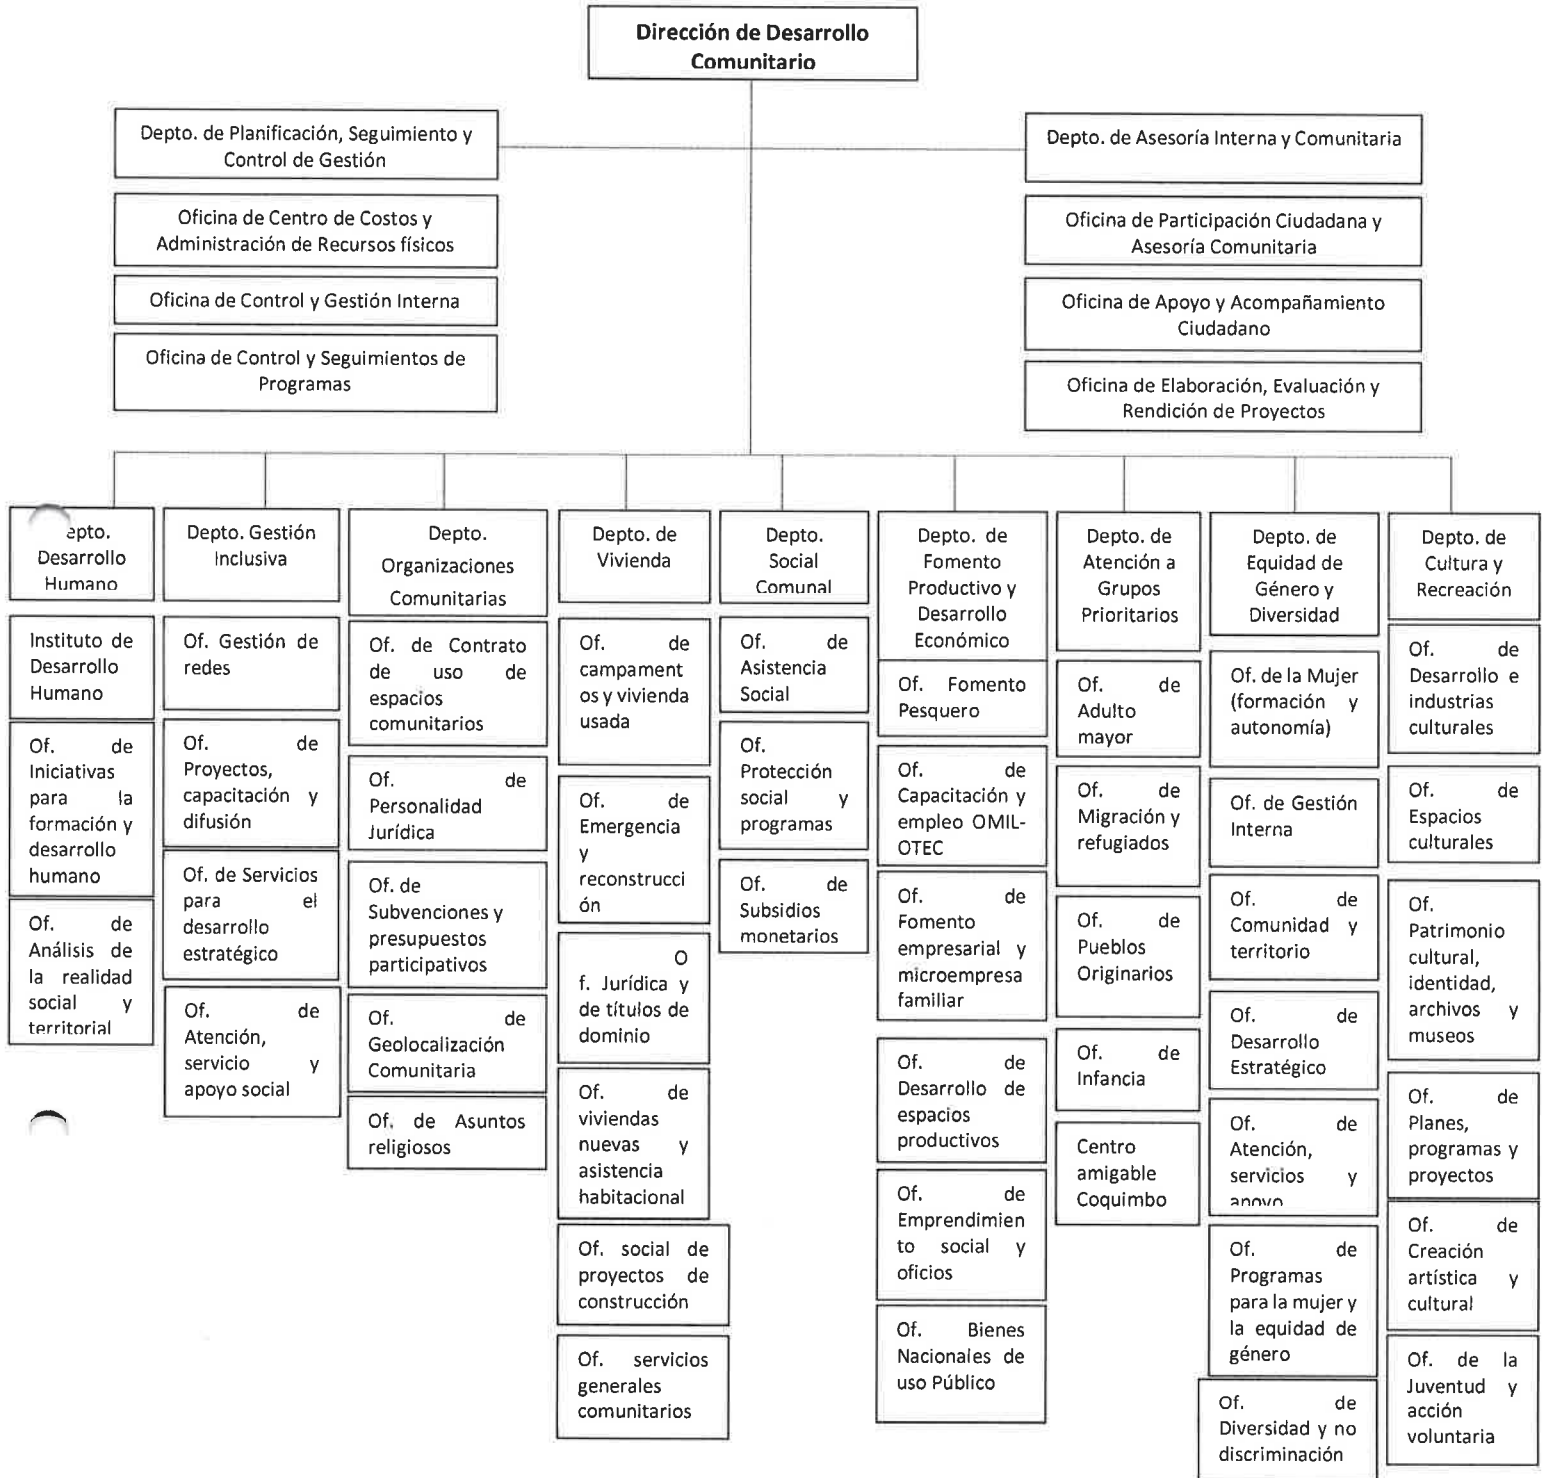 Dirección de Desarrollo
Comunitario
Depto. de Planificación, Seguimiento y
Control de Gestión
Oficina de Centro de Costos y
Administración de Recursos físicos
Oficina de Control y Gestión Interna
Oficina de Control y Seguimientos de
Programas
Depto. de Asesoría Interna y Comunitaria
Oficina de Participación Ciudadana y
Asesoría Comunitaria
Oficina de Apoyo y Acompañamiento
Ciudadano
Oficina de Elaboración, Evaluación y
Rendición de Proyectos
epto.
Desarrollo
Humano
Instituto de
Desarrollo
Humano
Of. de
Iniciativas
para la
formación y
desarrollo
humano
Of. de
Análisis de
la realidad
social y
territorial
Depto. Gestión
Inclusiva
Of. Gestión de
redes
Of. de
Proyectos,
capacitación y
difusión
Of. de Servicios
para el
desarrollo
estratégico
Of. de
Atención,
servicio y
apoyo social
Depto.
Organizaciones
Comunitarias
Of. de Contrato
de uso de
espacios
comunitarios
Of. de
Personalidad
Jurídica
Of. de
Subvenciones y
presupuestos
participativos
Of. de
Geolocalización
Comunitaria
Of. de Asuntos
religiosos
Depto. de
Vivienda
Of. de
campament
os y vivienda
usada
Of. de
Emergencia
y
reconstrucci
ón
O
f. Jurídica y
de títulos de
dominio
Of. de
viviendas
nuevas y
asistencia
habitacional
Of. social de
proyectos de
construcción
Of. servicios
generales
comunitarios
Depto.
Social
Comunal
Of. de
Asistencia
Social
Of.
Protección
social y
programas
Of. de
Subsidios
monetarios
Depto. de
Fomento
Productivo y
Desarrollo
Económico
Of. Fomento
Pesquero
Of. de
Capacitación y
empleo OMIL-
OTEC
Of. de
Fomento
empresarial y
microempresa
familiar
Of. de
Desarrollo de
espacios
productivos
Of. de
Emprendimien
to social y
oficios
Of. Bienes
Nacionales de
uso Público
Depto. de
Atención a
Grupos
Prioritarios
Of. de
Adulto
mayor
Of. de
Migración y
refugiados
Of. de
Pueblos
Originarios
Of. de
Infancia
Centro
amigable
Coquimbo
Depto. de
Equidad de
Género y
Diversidad
Of. de la Mujer
(formación y
autonomía)
Of. de Gestión
Interna
Of. de
Comunidad y
territorio
Of. de
Desarrollo
Estratégico
Of. de
Atención,
servicios y
apoyo
Of. de
Programas
para la mujer y
la equidad de
género
Of. de
Diversidad y no
discriminación
Depto. de
Cultura y
Recreación
Of. de
Desarrollo e
industrias
culturales
Of. de
Espacios
culturales
Of.
Patrimonio
cultural,
identidad,
archivos y
museos
Of. de
Planes,
programas y
proyectos
Of. de
Creación
artística y
cultural
Of. de la
Juventud y
acción
voluntaria